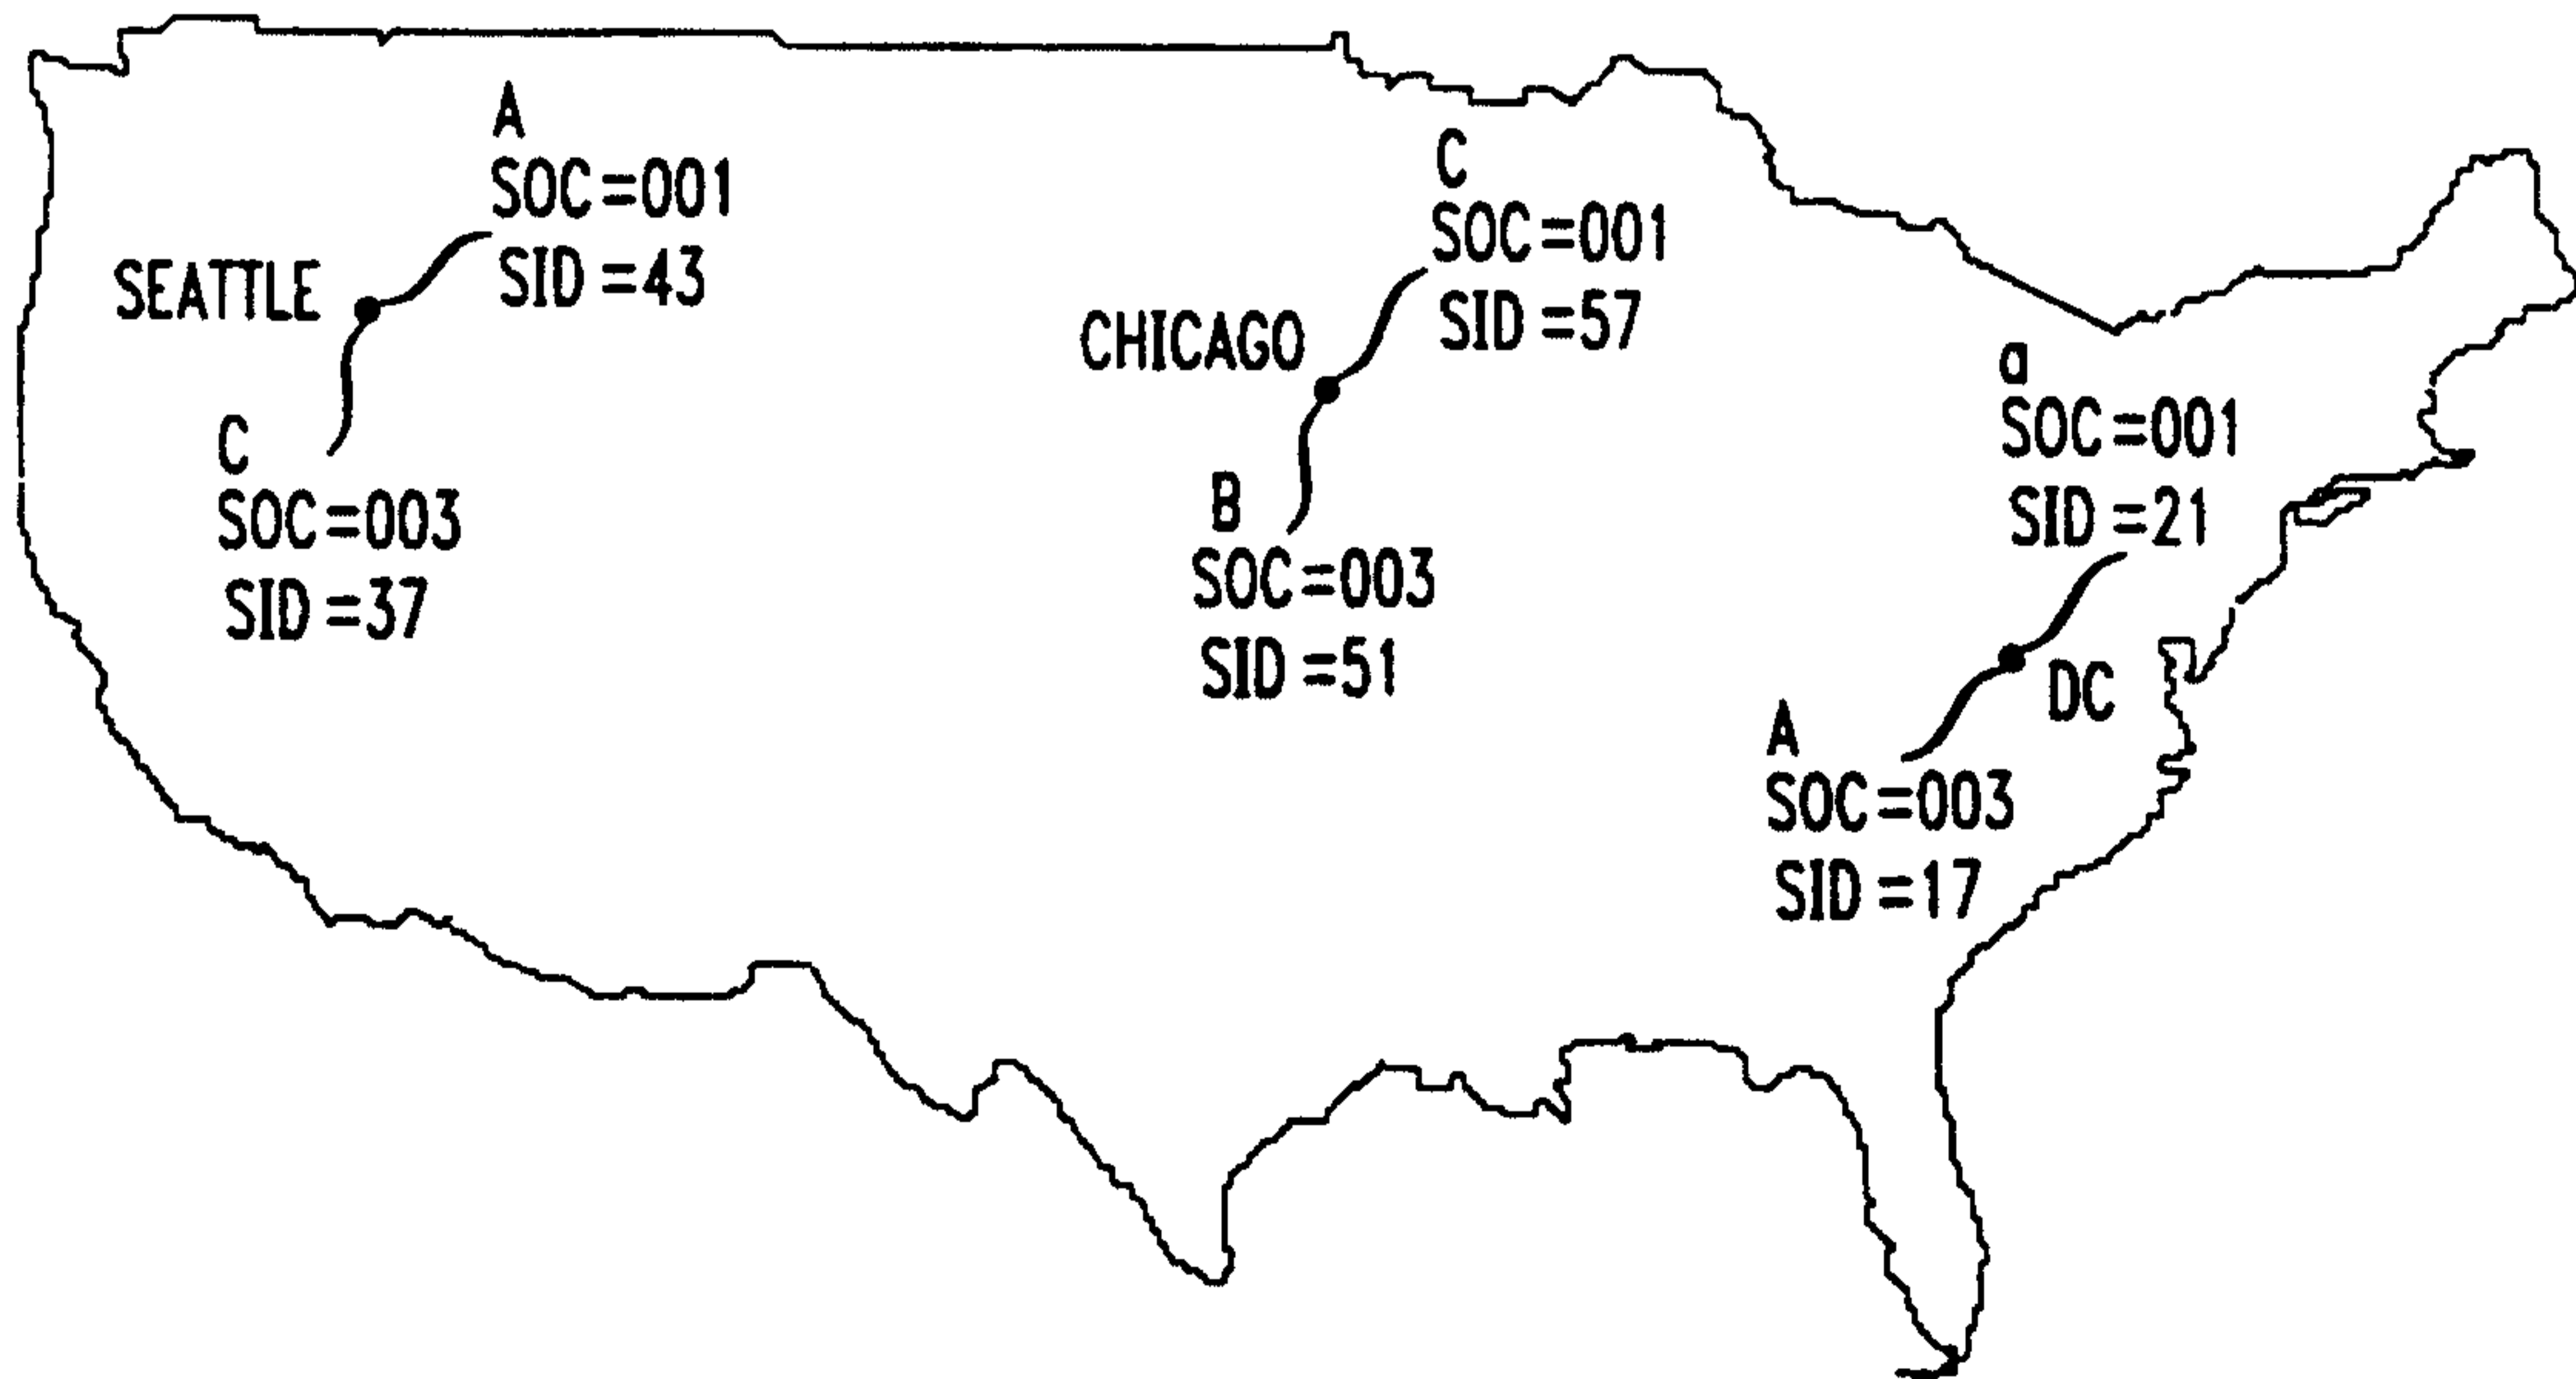 A
SOC=001
SID=43
SEATTLE
C
SOC=003
SID=37
C
SOC=001
SID=57
CHICAGO
B
SOC=003
SID=51
a
SOC=001
SID=21
DC
A
SOC=003
SID=17